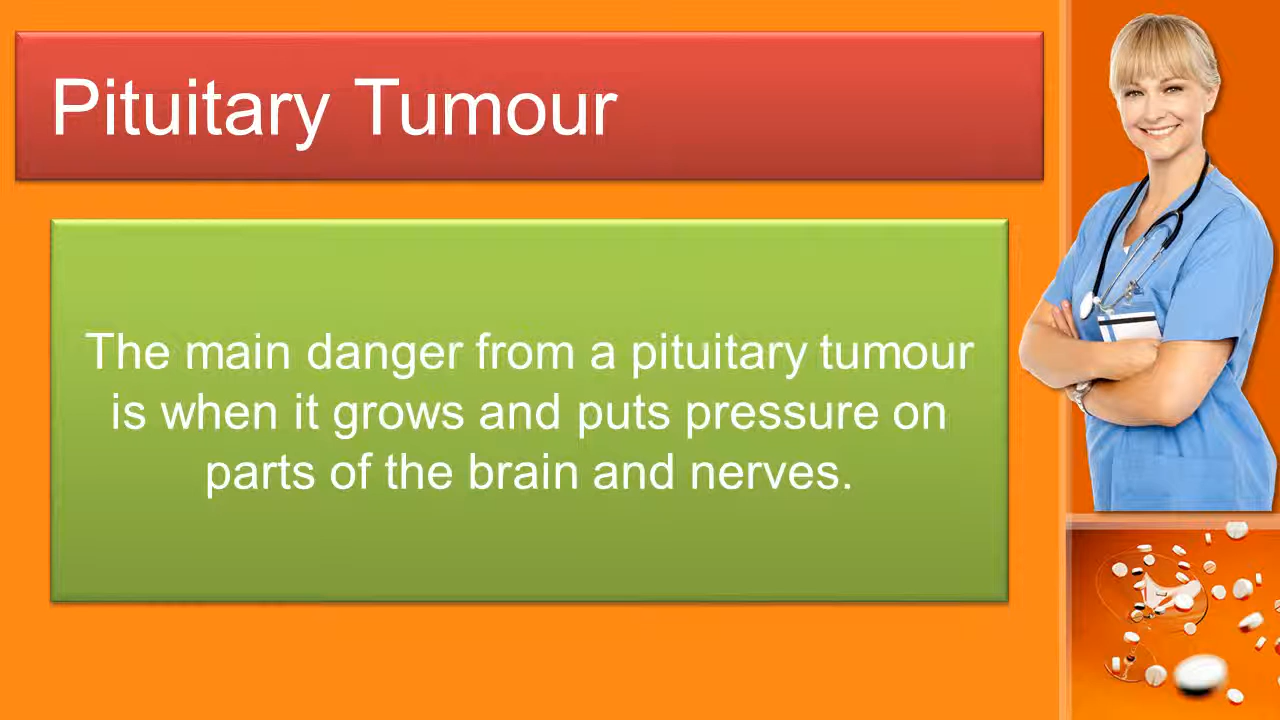 Pituitary Tumour
The main danger from a pituitary tumour
is when it grows and puts pressure on
parts of the brain and nerves.